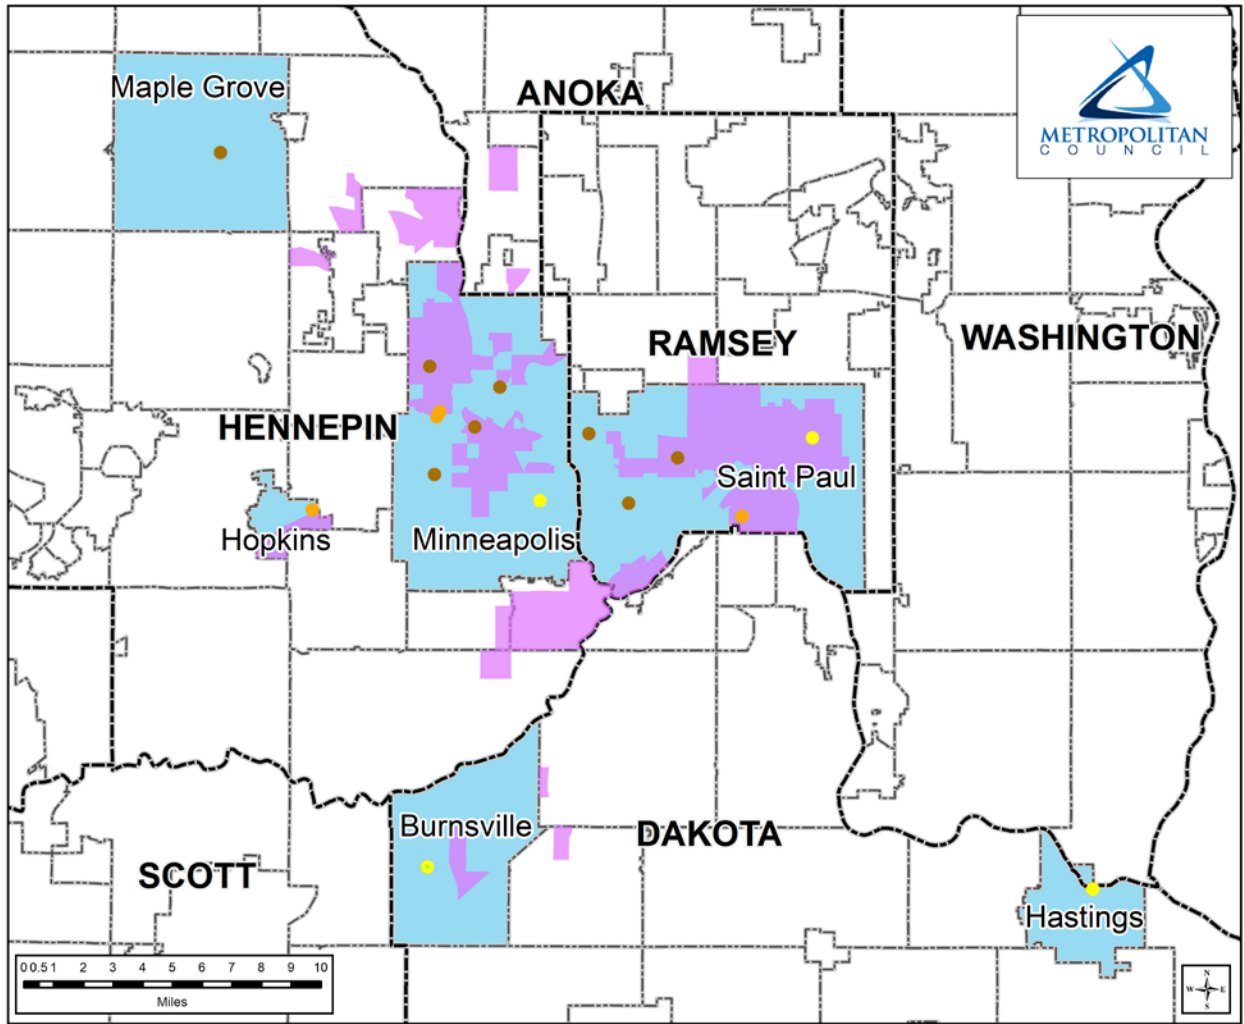 Maple Grove
ANOKA
METROPOLITAN
COUNCIL
RAMSEY
WASHINGTON
HENNEPIN
Saint Paul
Hopkins
Minneapolis
Burnsville
DAKOTA
SCOTT
Hastings
0 0.5 1 2 3 4 5 6 7 8 9 10
Miles
N
W E
S